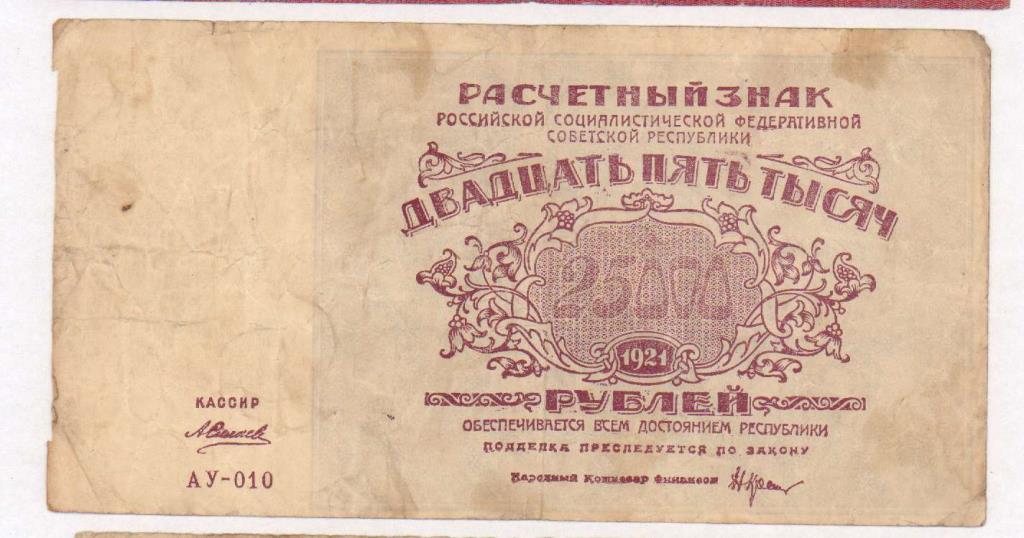 РАСЧЕТНЫЙ ЗНАК
РОССИЙСКОЙ СОЦИАЛИСТИЧЕСКОЙ ФЕДЕРАТИВНОЙ
СОВЕТСКОЙ РЕСПУБЛИКИ
ДВАДЦАТЬ ПЯТЬ ТЫСЯЧ
25000
1921
РУБЛЕЙ
ОБЕСПЕЧИВАЕТСЯ ВСЕМ ДОСТОЯНИЕМ РЕСПУБЛИКИ
ПОДДЕЛКА ПРЕСЛЕДУЕТСЯ ПО ЗАКОНУ
Народный Комиссар Финансов
КАССИР
АУ-010